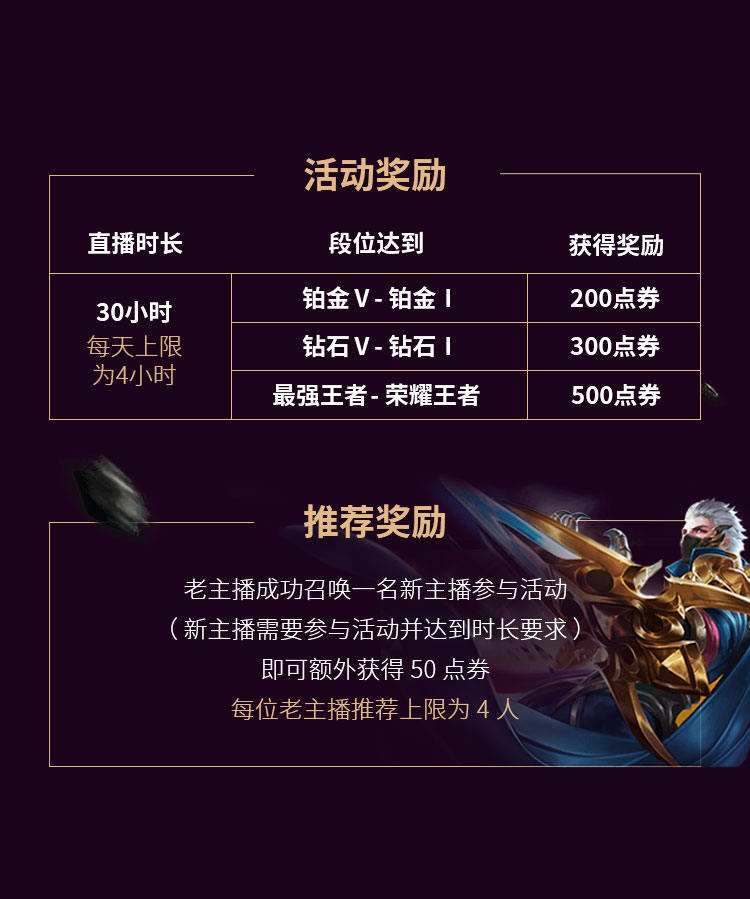 活动奖励
直播时长 段位达到 获得奖励
30小时
每天上限
为4小时
铂金Ⅴ- 铂金Ⅰ 200点券
钻石Ⅴ- 钻石Ⅰ 300点券
最强王者- 荣耀王者 500点券
推荐奖励
老主播成功召唤一名新主播参与活动
（新主播需要参与活动并达到时长要求）
即可额外获得 50 点券
每位老主播推荐上限为 4 人